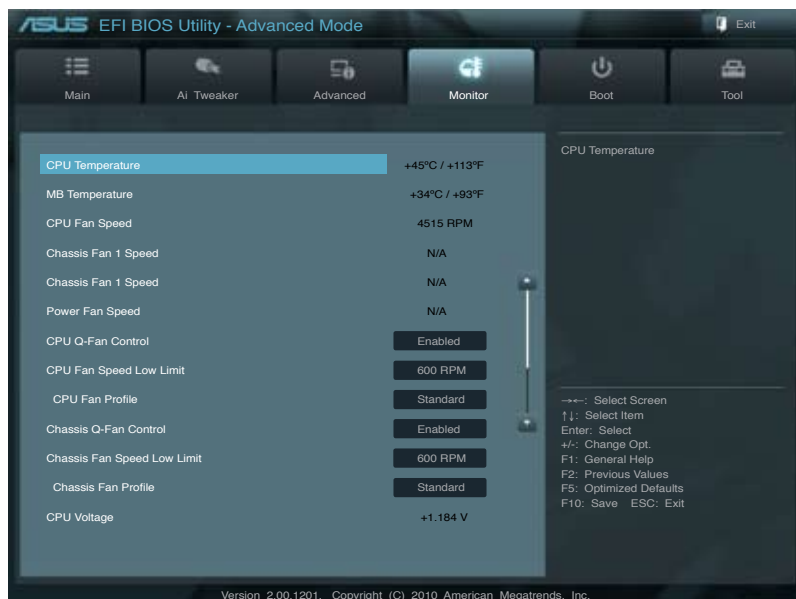 ASUS EFI BIOS Utility - Advanced Mode
Exit
Main
Ai Tweaker
Advanced
Monitor
Boot
Tool
CPU Temperature +45ºC / +113ºF
MB Temperature +34ºC / +93ºF
CPU Fan Speed 4515 RPM
Chassis Fan 1 Speed N/A
Chassis Fan 1 Speed N/A
Power Fan Speed N/A
CPU Q-Fan Control Enabled
CPU Fan Speed Low Limit 600 RPM
CPU Fan Profile Standard
Chassis Q-Fan Control Enabled
Chassis Fan Speed Low Limit 600 RPM
Chassis Fan Profile Standard
CPU Voltage +1.184 V
CPU Temperature
→←: Select Screen
↑↓: Select Item
Enter: Select
+/-: Change Opt.
F1: General Help
F2: Previous Values
F5: Optimized Defaults
F10: Save ESC: Exit
Version 2.00.1201. Copyright (C) 2010 American Megatrends, Inc.